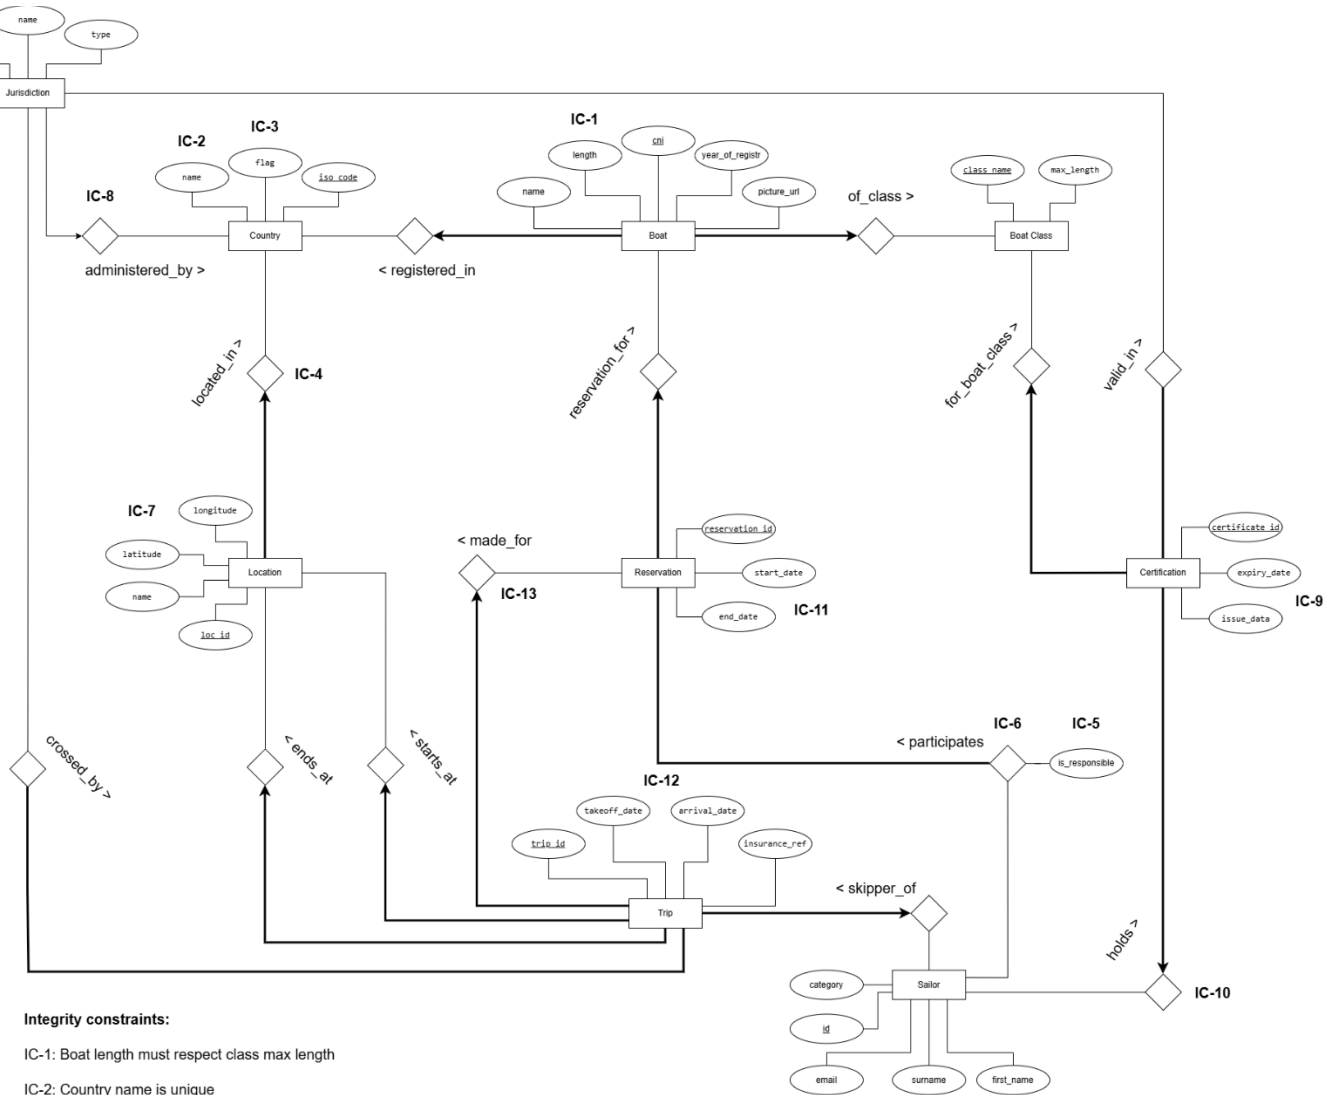 name
type
Jurisdiction
IC-1
IC-3
IC-2
cni
length
year_of_registr
flag
name
iso_code
name
picture_url
class_name
max_length
IC-8
of_class >
Country
Boat
Boat Class
administered_by >
< registered_in
located_in >
IC-4
reservation_for >
for_boat_class >
valid_in >
longitude
IC-7
latitude
name
loc_id
Location
< made_for
IC-13
reservation_id
Reservation
start_date
end_date
IC-11
certificate_id
Certification
expiry_date
issue_data
IC-9
IC-6
IC-5
< participates
is_responsible
crossed_by >
< ends_at
< starts_at
IC-12
takeoff_date
arrival_date
trip_id
insurance_ref
Trip
< skipper_of
holds >
category
Sailor
IC-10
id
email
surname
first_name
Integrity constraints:
IC-1: Boat length must respect class max length
IC-2: Country name is unique